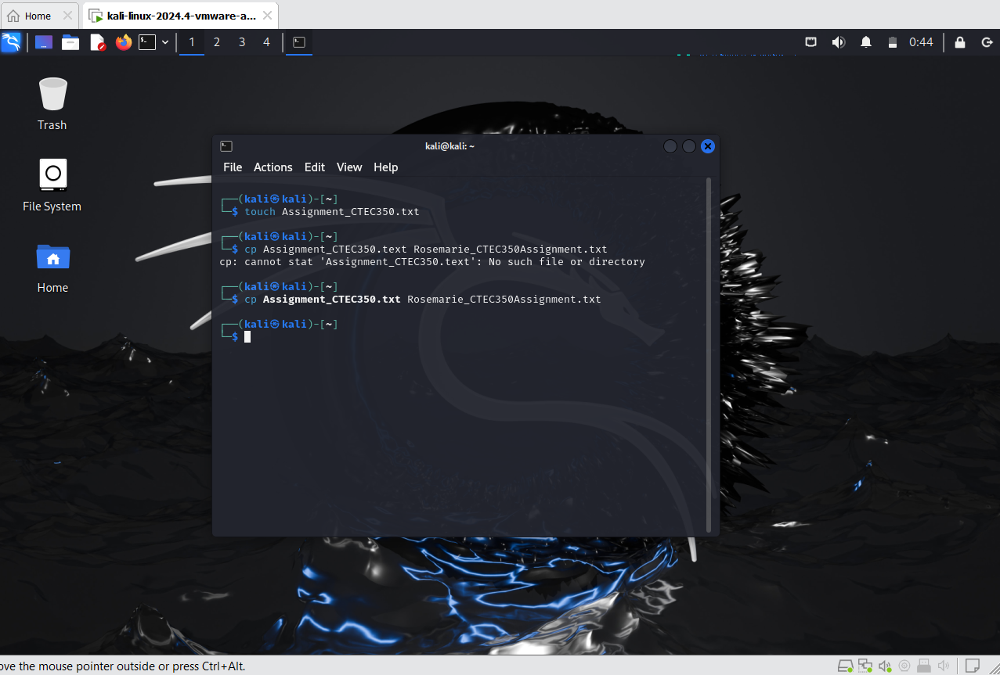 Home
kali-linux-2024.4-vmware-a...
1 2 3 4
0:44
Trash
File System
Home
kali@kali: ~
File Actions Edit View Help
┌──(kali㉿kali)-[~]
└─$ touch Assignment_CTEC350.txt
┌──(kali㉿kali)-[~]
└─$ cp Assignment_CTEC350.text Rosemarie_CTEC350Assignment.txt
cp: cannot stat 'Assignment_CTEC350.text': No such file or directory
┌──(kali㉿kali)-[~]
└─$ cp Assignment_CTEC350.txt Rosemarie_CTEC350Assignment.txt
┌──(kali㉿kali)-[~]
└─$
ove the mouse pointer outside or press Ctrl+Alt.